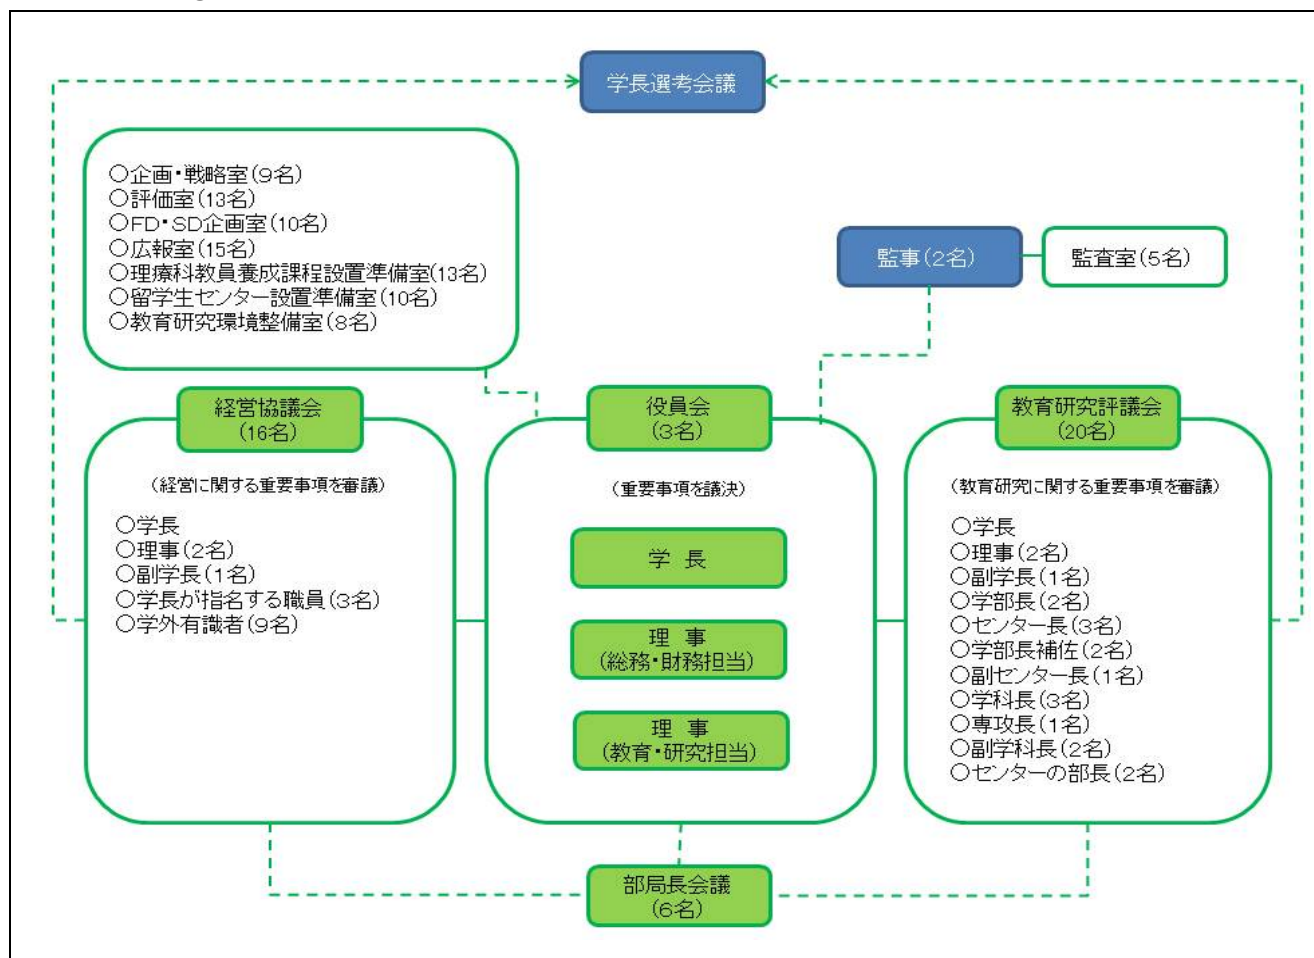 学長選考会議
○企画・戦略室(9名)
○評価室(13名)
○FD・SD企画室(10名)
○広報室(15名)
○理療科教員養成課程設置準備室(13名)
○留学生センター設置準備室(10名)
○教育研究環境整備室(8名)
監事(2名)
監査室(5名)
経営協議会
(16名)
(経営に関する重要事項を審議)
○学長
○理事(2名)
○副学長(1名)
○学長が指名する職員(3名)
○学外有識者(9名)
役員会
(3名)
(重要事項を議決)
学 長
理 事
(総務・財務担当)
理 事
(教育・研究担当)
教育研究評議会
(20名)
(教育研究に関する重要事項を審議)
○学長
○理事(2名)
○副学長(1名)
○学部長(2名)
○センター長(3名)
○学部長補佐(2名)
○副センター長(1名)
○学科長(3名)
○専攻長(1名)
○副学科長(2名)
○センターの部長(2名)
部局長会議
(6名)